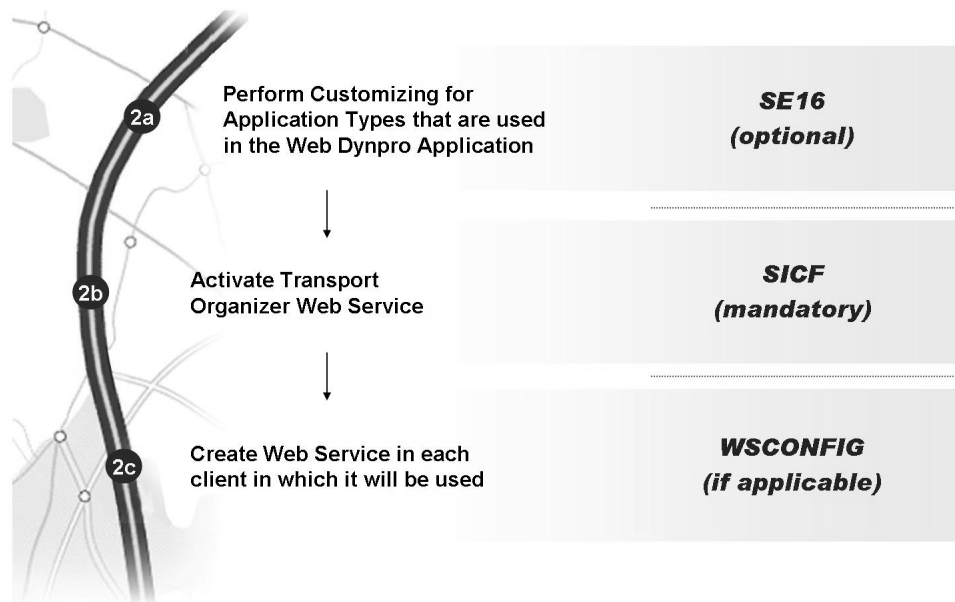 2a
Perform Customizing for
Application Types that are used
in the Web Dynpro Application
SE16
(optional)
2b
Activate Transport
Organizer Web Service
SICF
(mandatory)
2c
Create Web Service in each
client in which it will be used
WSCONFIG
(if applicable)